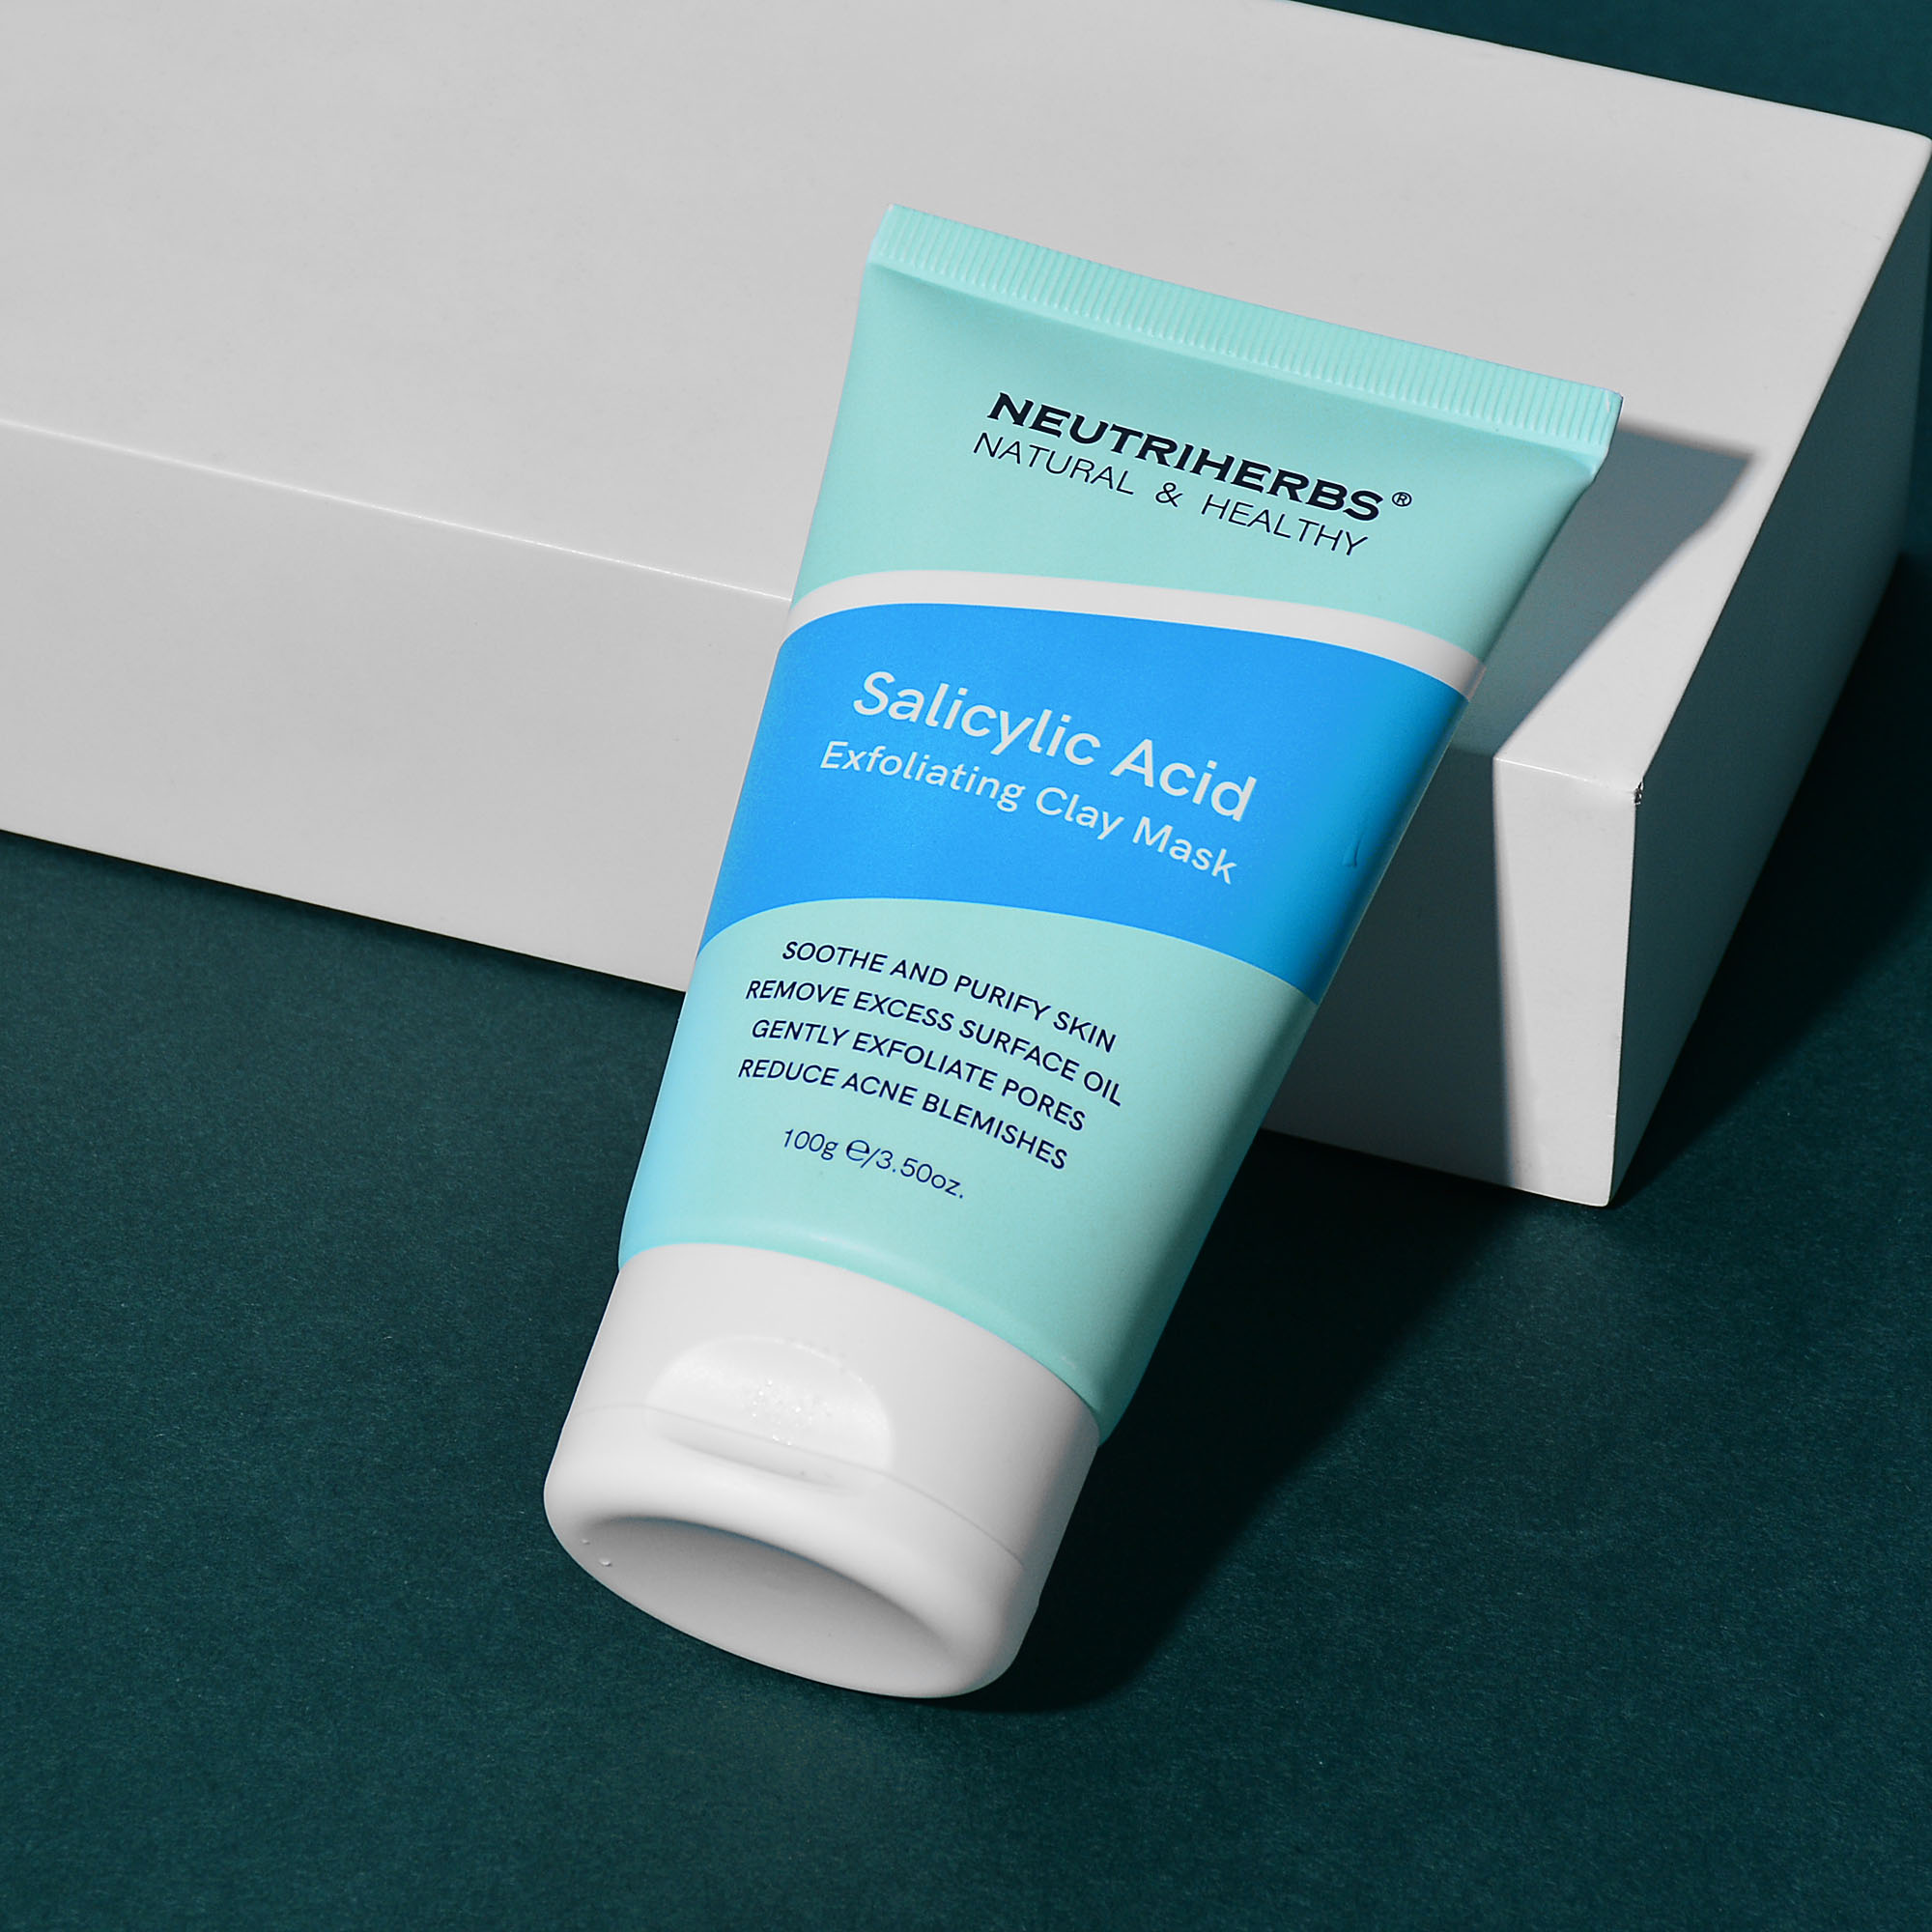 NEUTRIHERBS®
NATURAL & HEALTHY
Salicylic Acid
Exfoliating Clay Mask
SOOTHE AND PURIFY SKIN
REMOVE EXCESS SURFACE OIL
GENTLY EXFOLIATE PORES
REDUCE ACNE BLEMISHES
100g ℮/3.50oz.